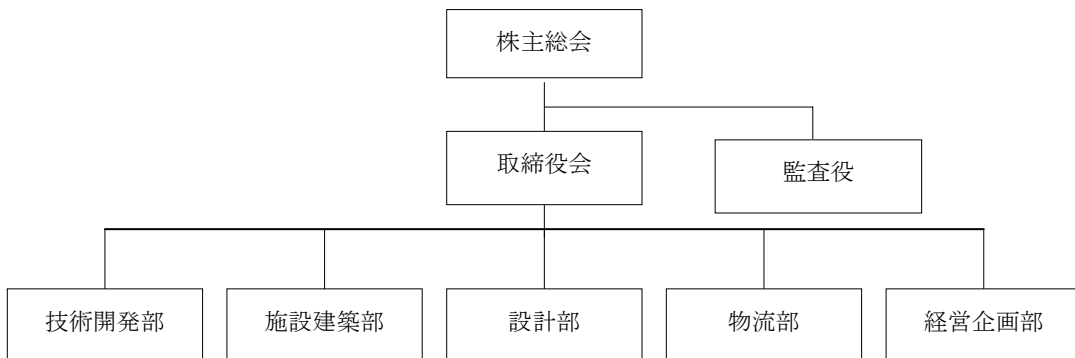 株主総会
取締役会
監査役
技術開発部
施設建築部
設計部
物流部
経営企画部